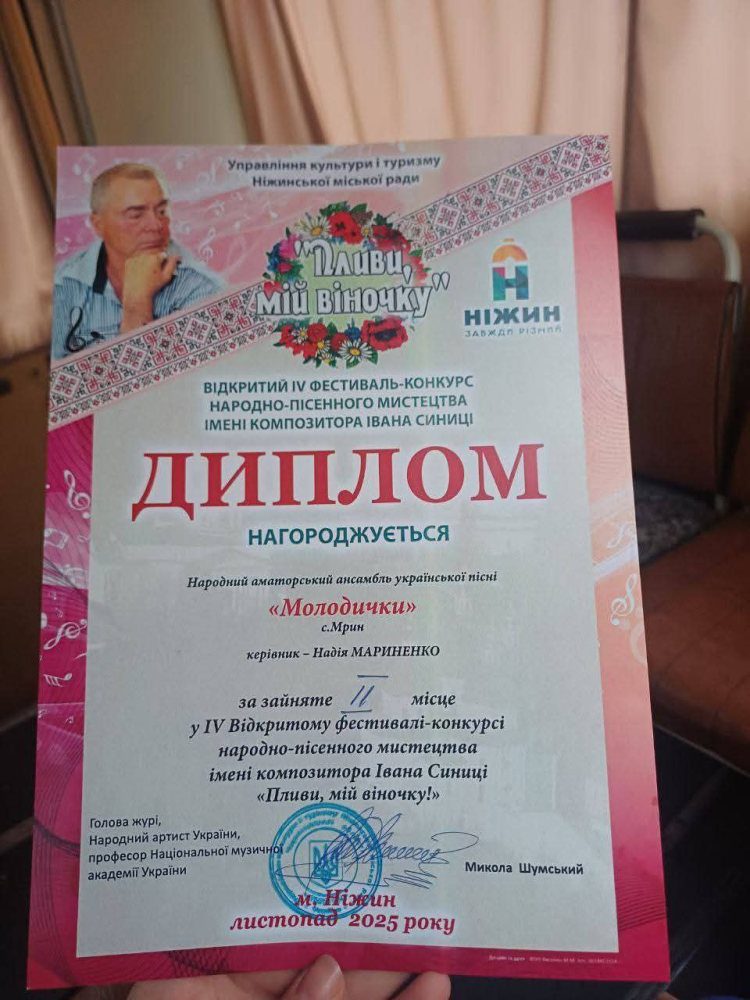 Управління культури і туризму
Ніжинської міської ради
"Пливи,
мій віночку"
НІЖИН
ЗАВЖДИ РІЗНИЙ
ВІДКРИТИЙ IV ФЕСТИВАЛЬ-КОНКУРС
НАРОДНО-ПІСЕННОГО МИСТЕЦТВА
ІМЕНІ КОМПОЗИТОРА ІВАНА СИНИЦІ
ДИПЛОМ
НАГОРОДЖУЄТЬСЯ
Народний аматорський ансамбль української пісні
«Молодички»
с.Мрин
керівник – Надія МАРИНЕНКО
за зайняте II місце
у IV Відкритому фестивалі-конкурсі
народно-пісенного мистецтва
імені композитора Івана Синиці
«Пливи, мій віночку!»
Голова журі,
Народний артист України,
професор Національної музичної
академії України
Микола Шумський
м. Ніжин
листопад 2025 року